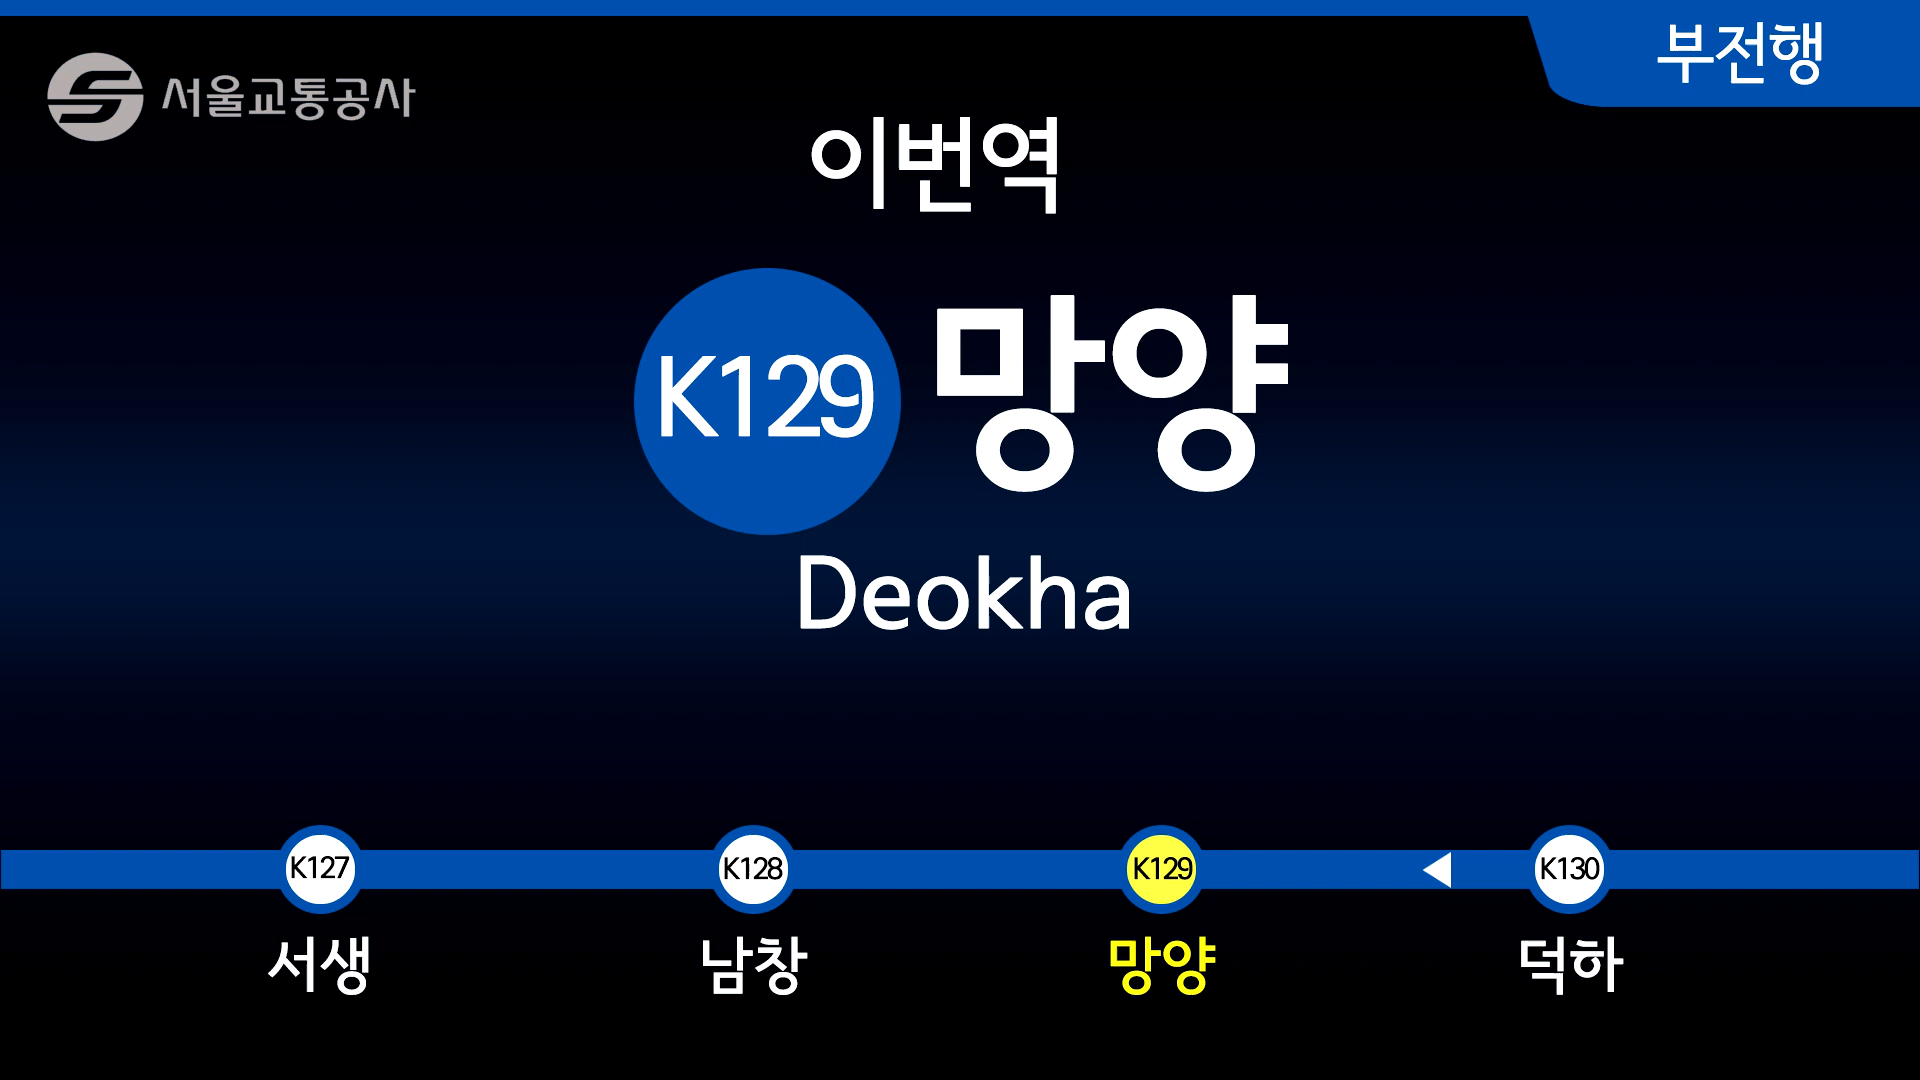 부전행
서울교통공사
이번역
K129 망양
Deokha
K127 K128 K129 K130
서생 남창 망양 덕하